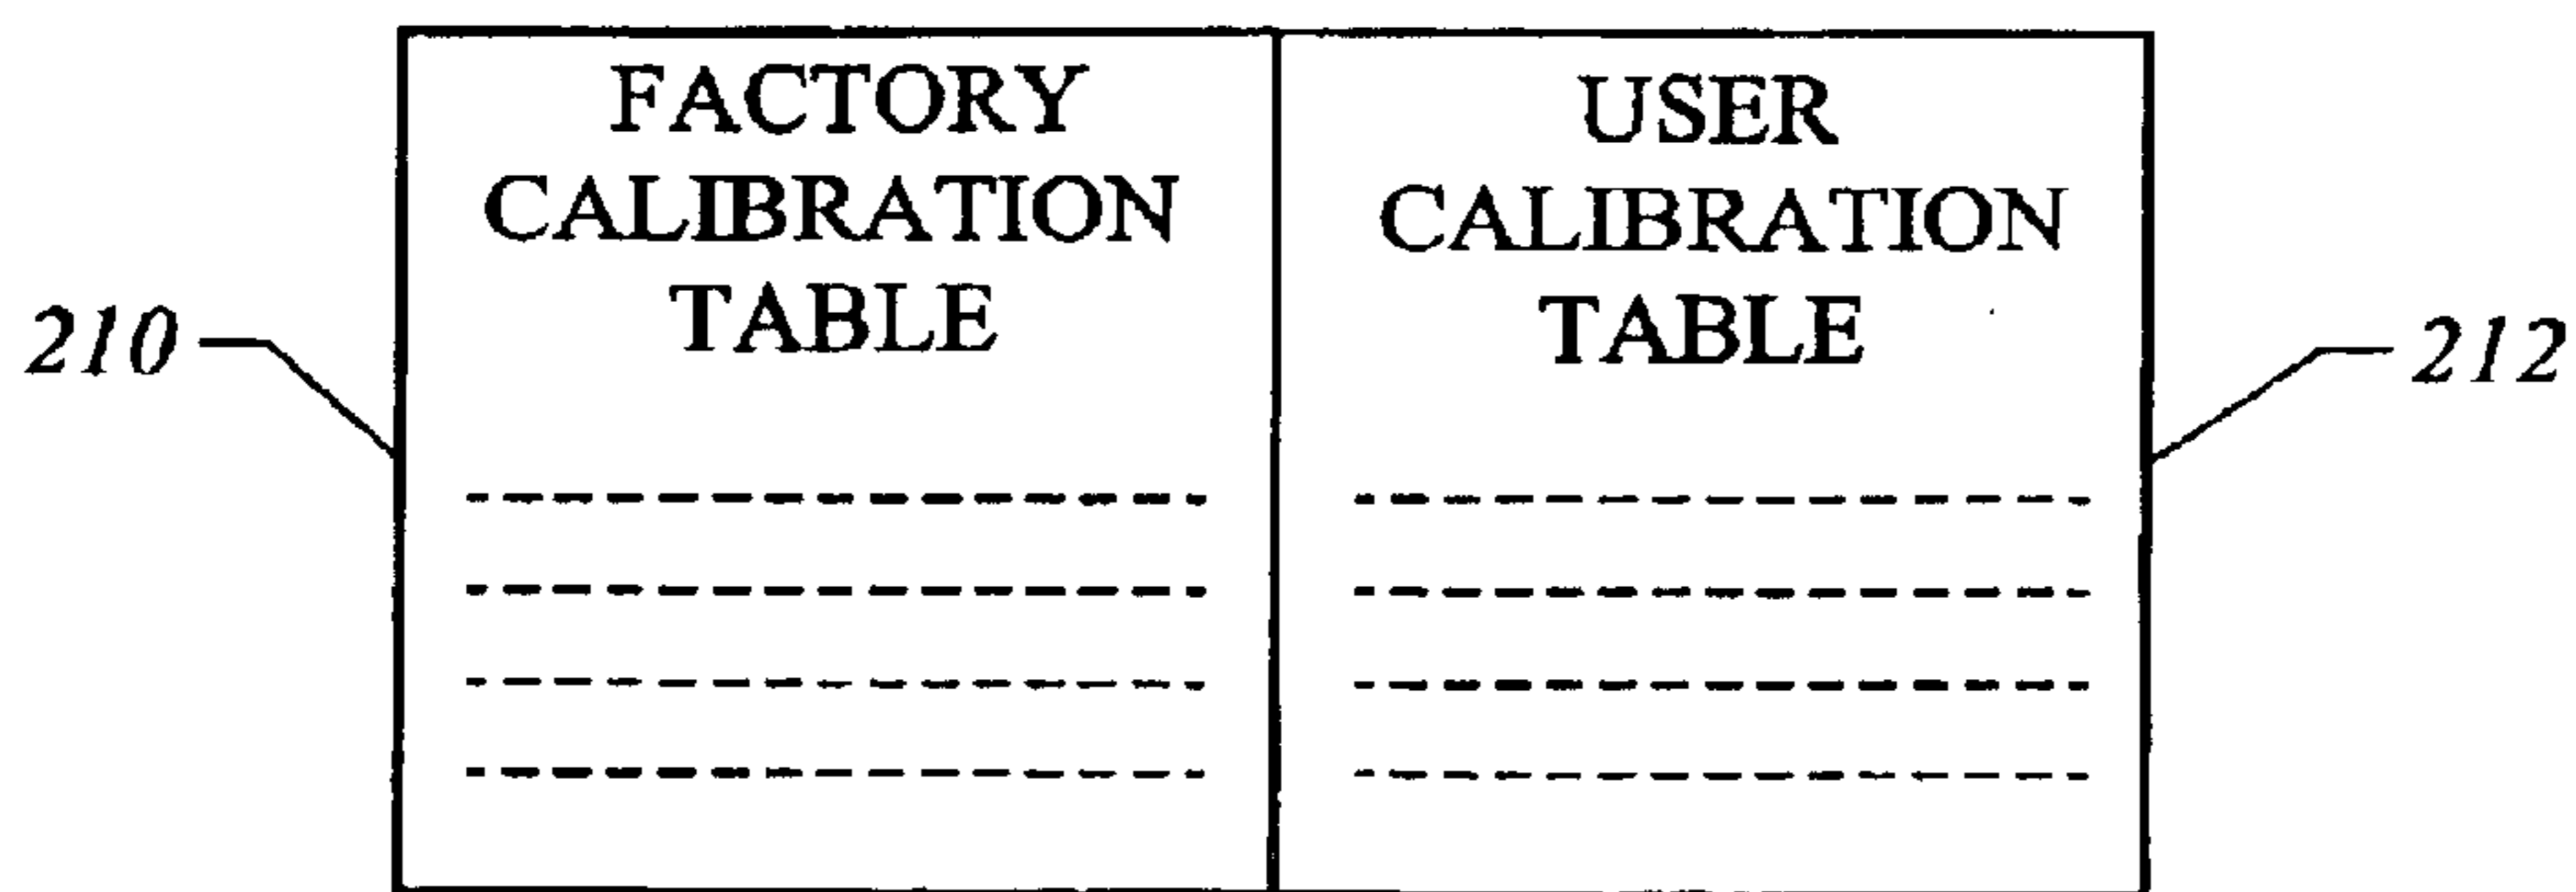 FACTORY
CALIBRATION
TABLE
USER
CALIBRATION
TABLE
210
212